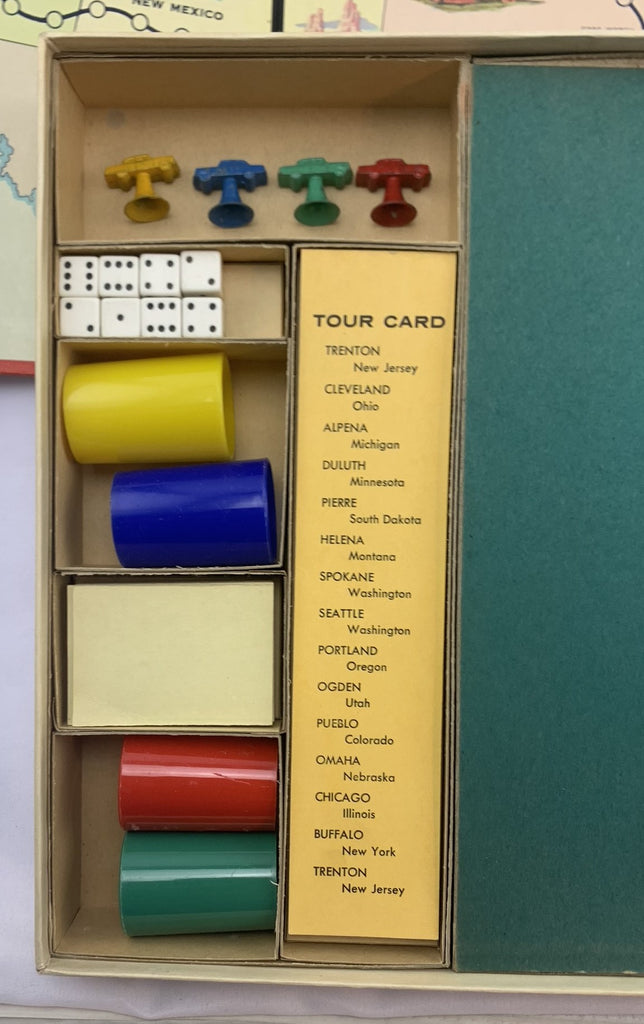 NEW MEXICO
TOUR CARD
TRENTON
New Jersey
CLEVELAND
Ohio
ALPENA
Michigan
DULUTH
Minnesota
PIERRE
South Dakota
HELENA
Montana
SPOKANE
Washington
SEATTLE
Washington
PORTLAND
Oregon
OGDEN
Utah
PUEBLO
Colorado
OMAHA
Nebraska
CHICAGO
Illinois
BUFFALO
New York
TRENTON
New Jersey